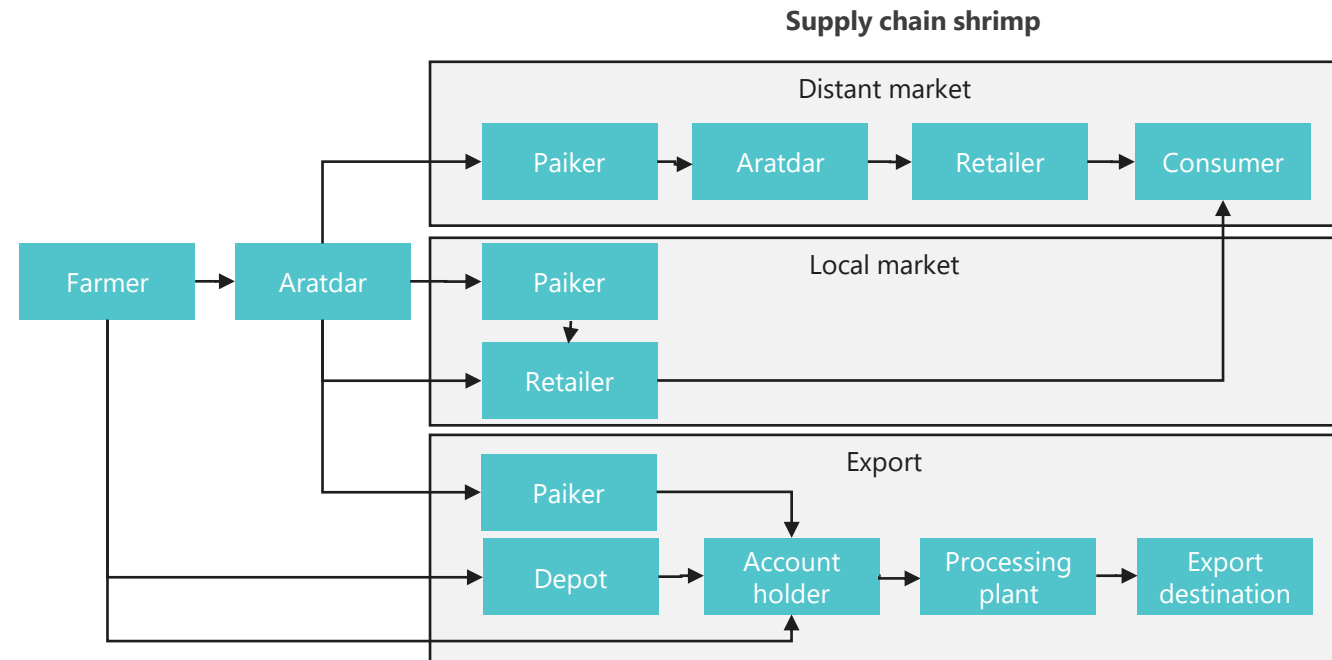 Supply chain shrimp
Distant market
Paiker
Aratdar
Retailer
Consumer
Farmer
Aratdar
Local market
Paiker
Retailer
Export
Paiker
Depot
Account
holder
Processing
plant
Export
destination